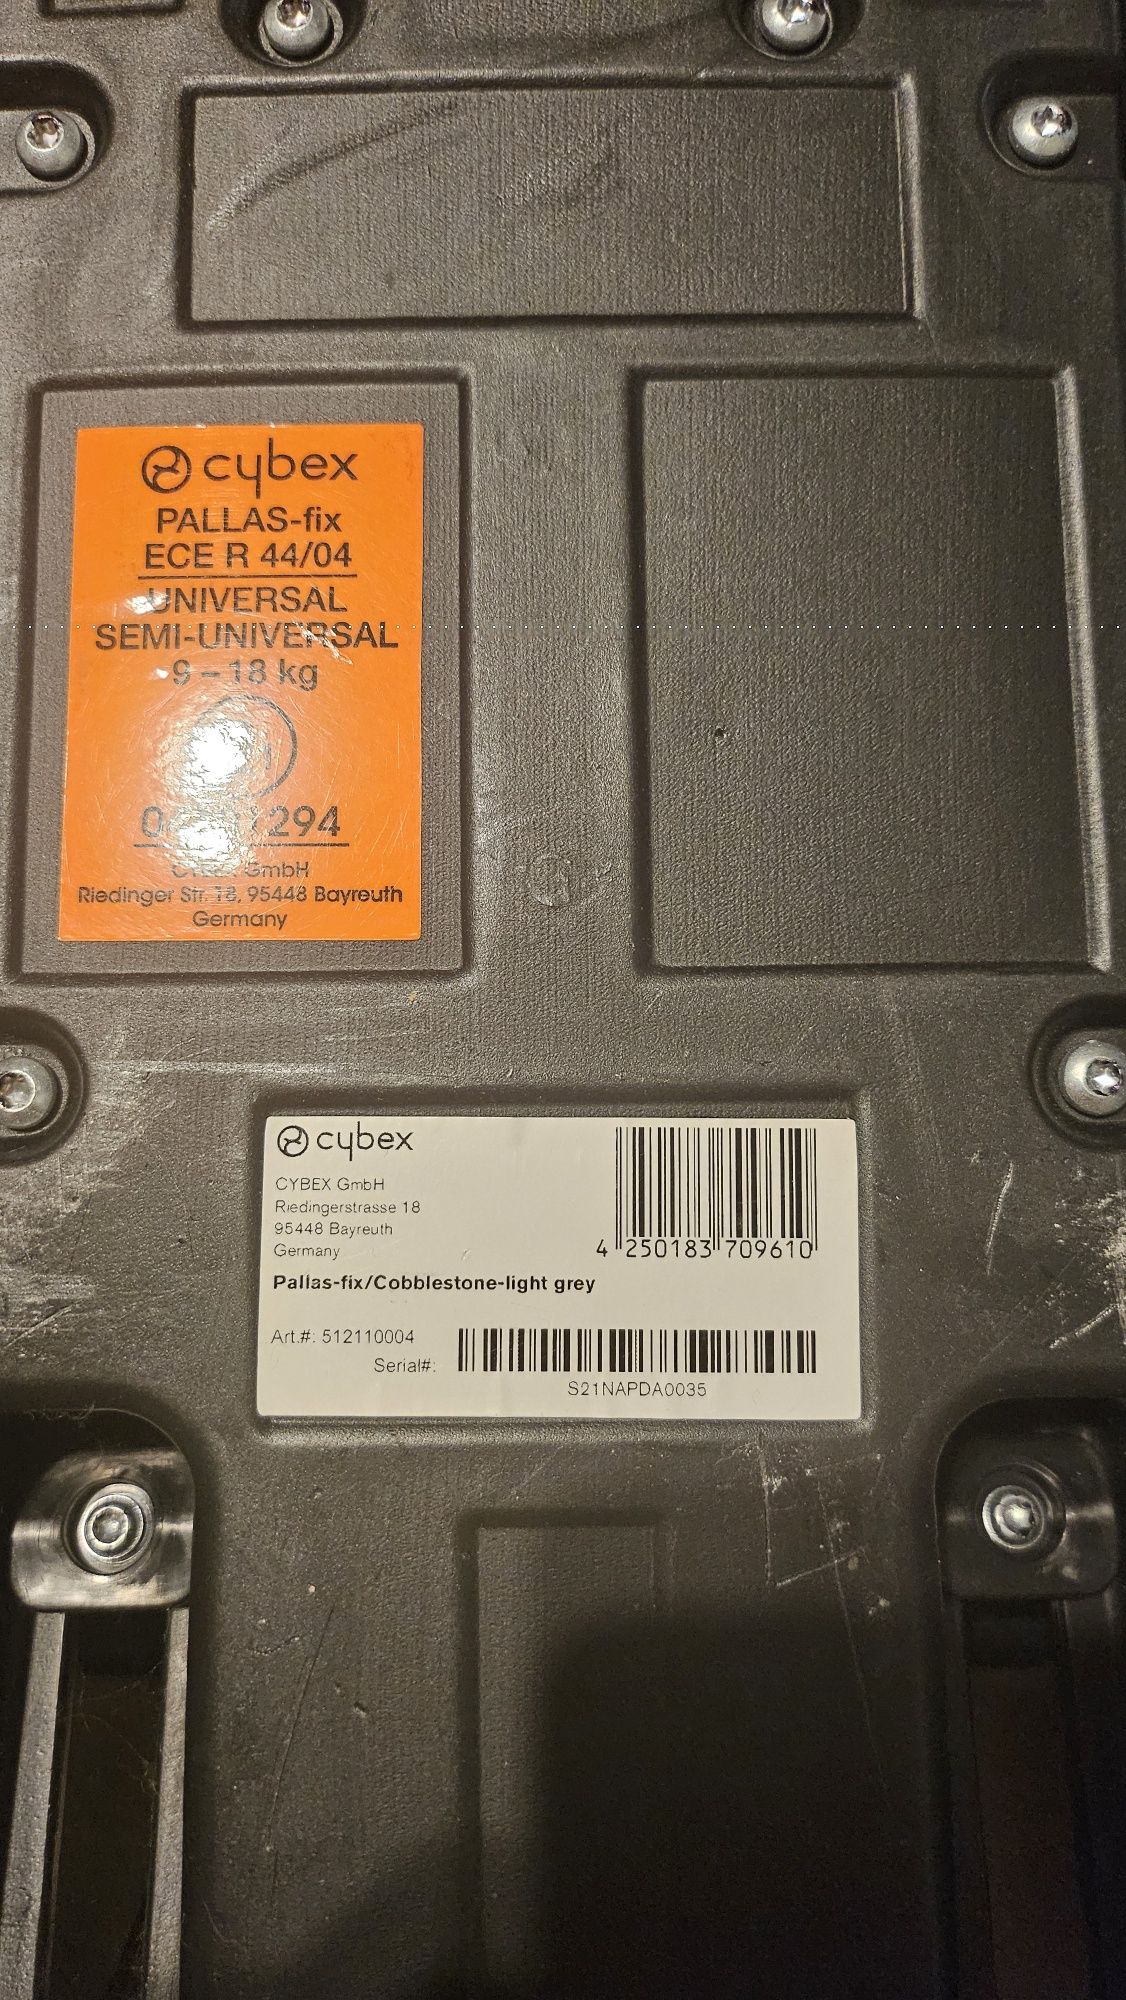 cybex
PALLAS-fix
ECE R 44/04
UNIVERSAL
SEMI-UNIVERSAL
9 – 18 kg
GmbH
Riedinger Str. 18, 95448 Bayreuth
Germany
cybex
CYBEX GmbH
Riedingerstrasse 18
95448 Bayreuth
Germany
4 250183 709610
Pallas-fix/Cobblestone-light grey
Art.#: 512110004
Serial#:
S21NAPDA0035